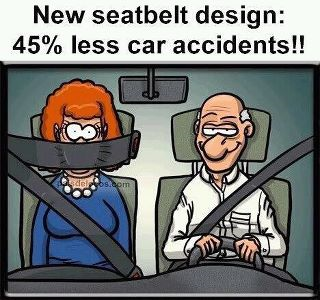 New seatbelt design:
45% less car accidents!!